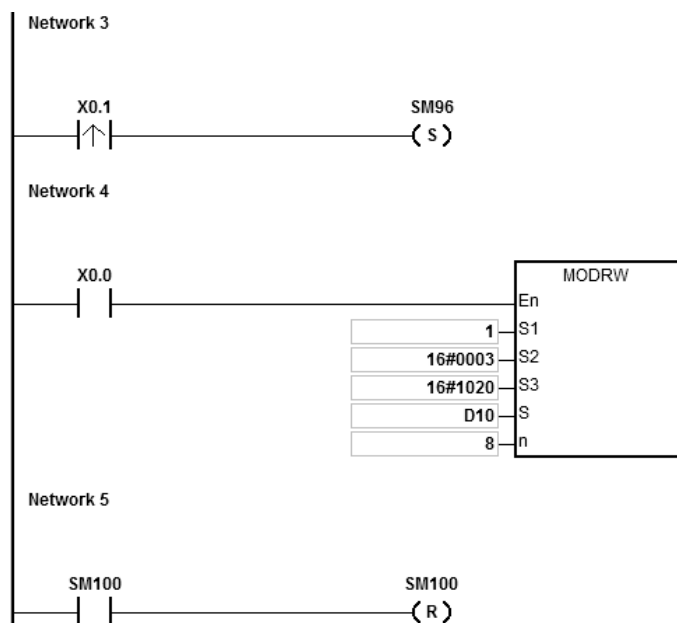 Network 3
X0.1 SM96
S
Network 4
X0.0 MODRW
En
1 S1
16#0003 S2
16#1020 S3
D10 S
8 n
Network 5
SM100 SM100
R